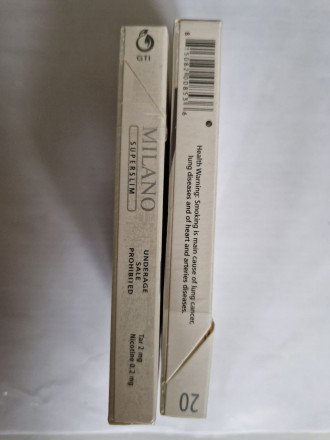 GTI
MILANO
SUPERSLIM
UNDERAGE
SALE
PROHIBITED
Tar 2 mg
Nicotine 0.2 mg
Health Warning: Smoking is main cause of lung cancer,
lung diseases and of heart and arteries diseases.
20